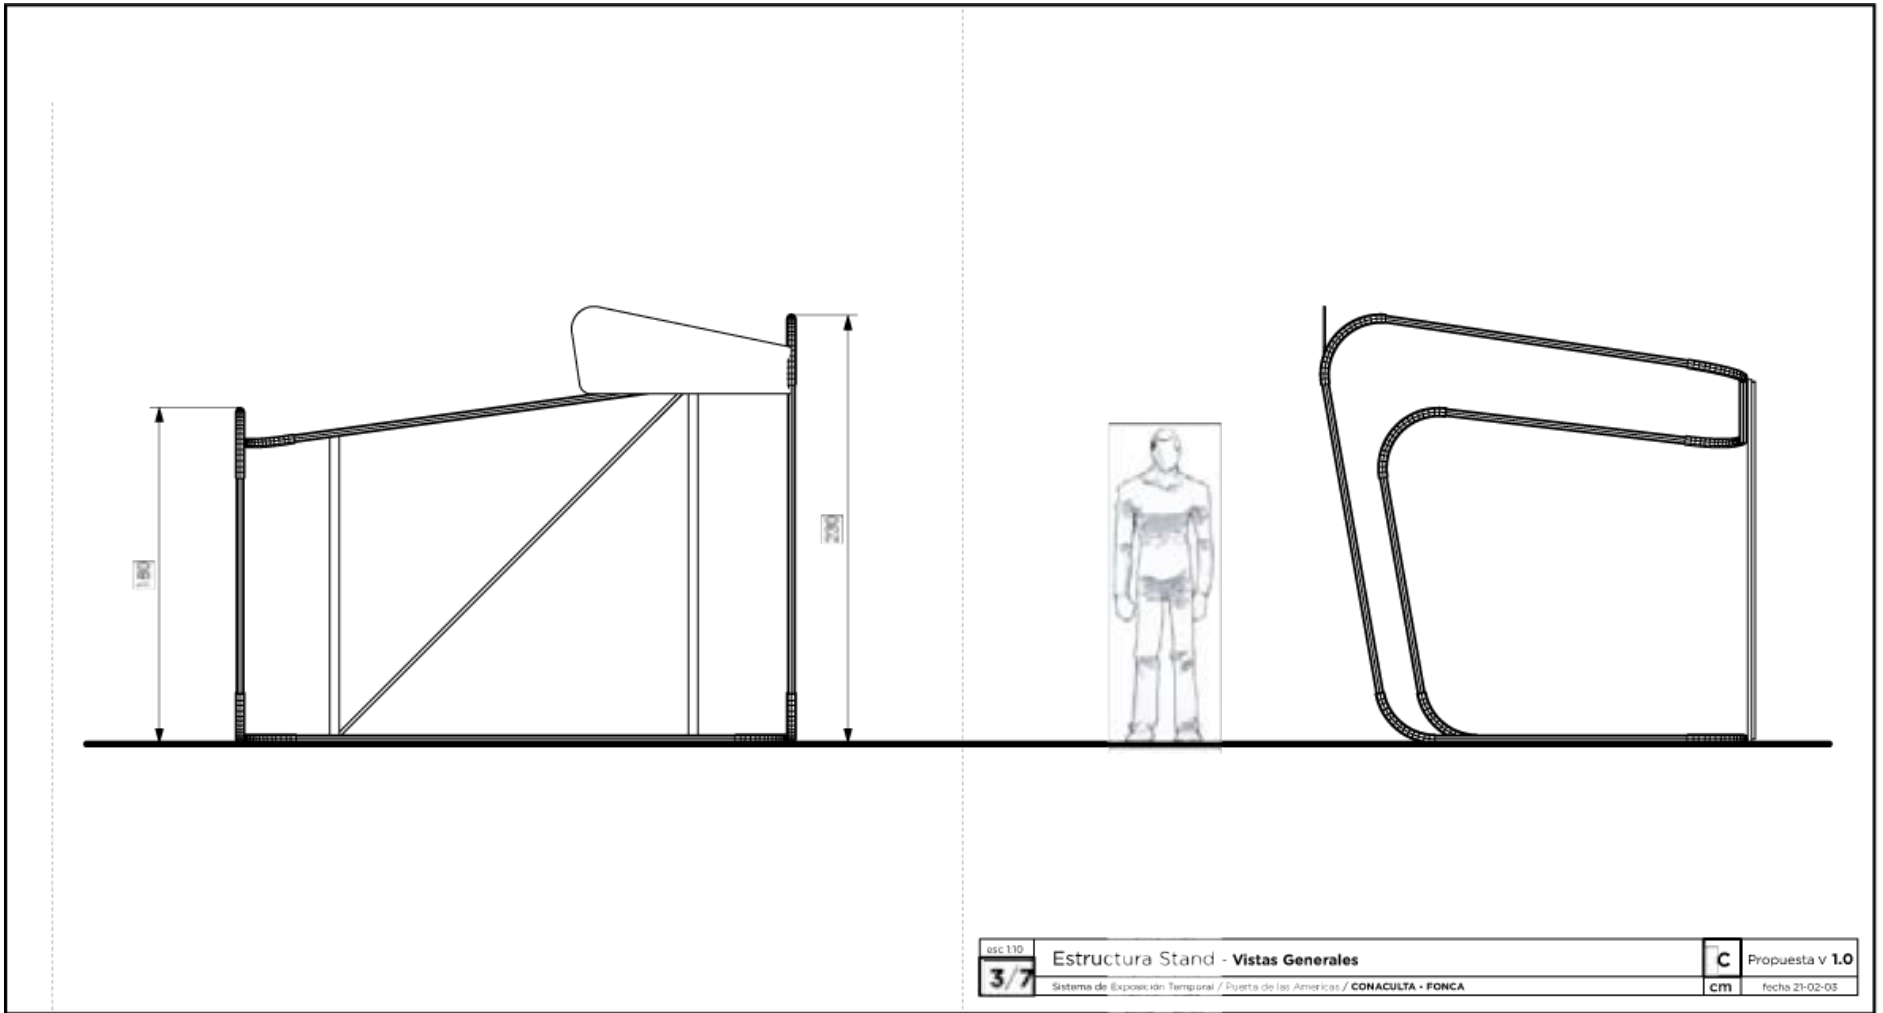 180
230
esc 1:10
3/7
Estructura Stand - Vistas Generales
Sistema de Exposición Temporal / Puerta de las Americas / CONACULTA - FONCA
C
cm
Propuesta v 1.0
fecha 21-02-03